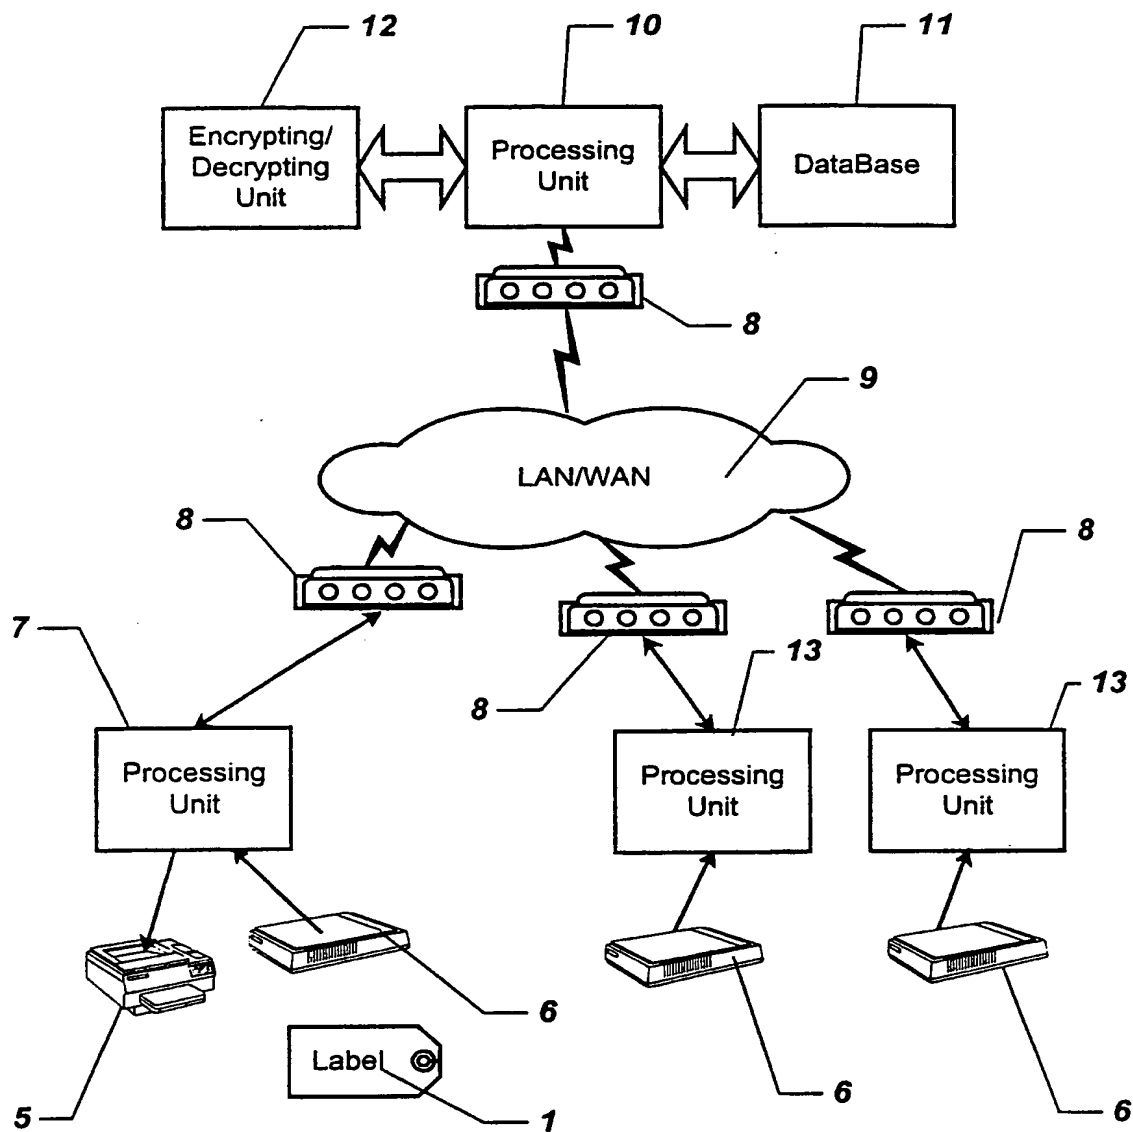 12
10
11
Encrypting/
Decrypting
Unit
Processing
Unit
DataBase
8
9
LAN/WAN
8
8
7
13
8
13
Processing
Unit
Processing
Unit
Processing
Unit
6
Label
5
1
6
6